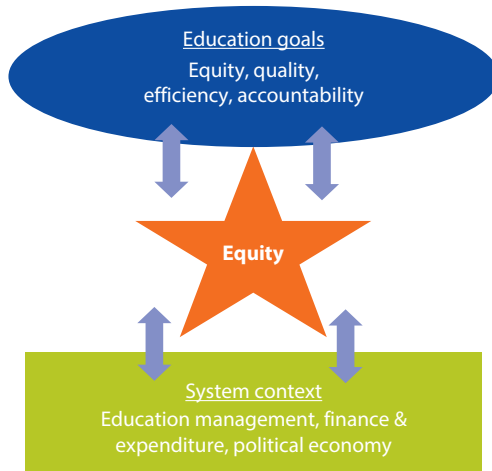 Education goals
Equity, quality,
efficiency, accountability
Equity
System context
Education management, finance &
expenditure, political economy